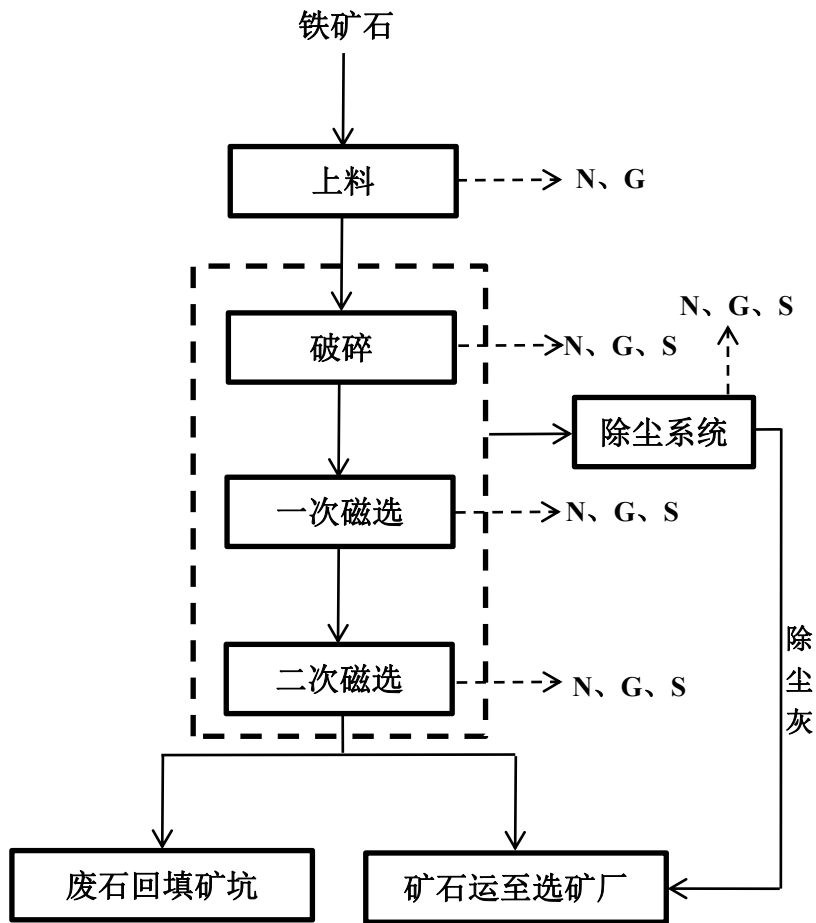 铁矿石
上料
N、G
N、G、S
破碎
N、G、S
除尘系统
一次磁选
N、G、S
除尘灰
二次磁选
N、G、S
废石回填矿坑
矿石运至选矿厂